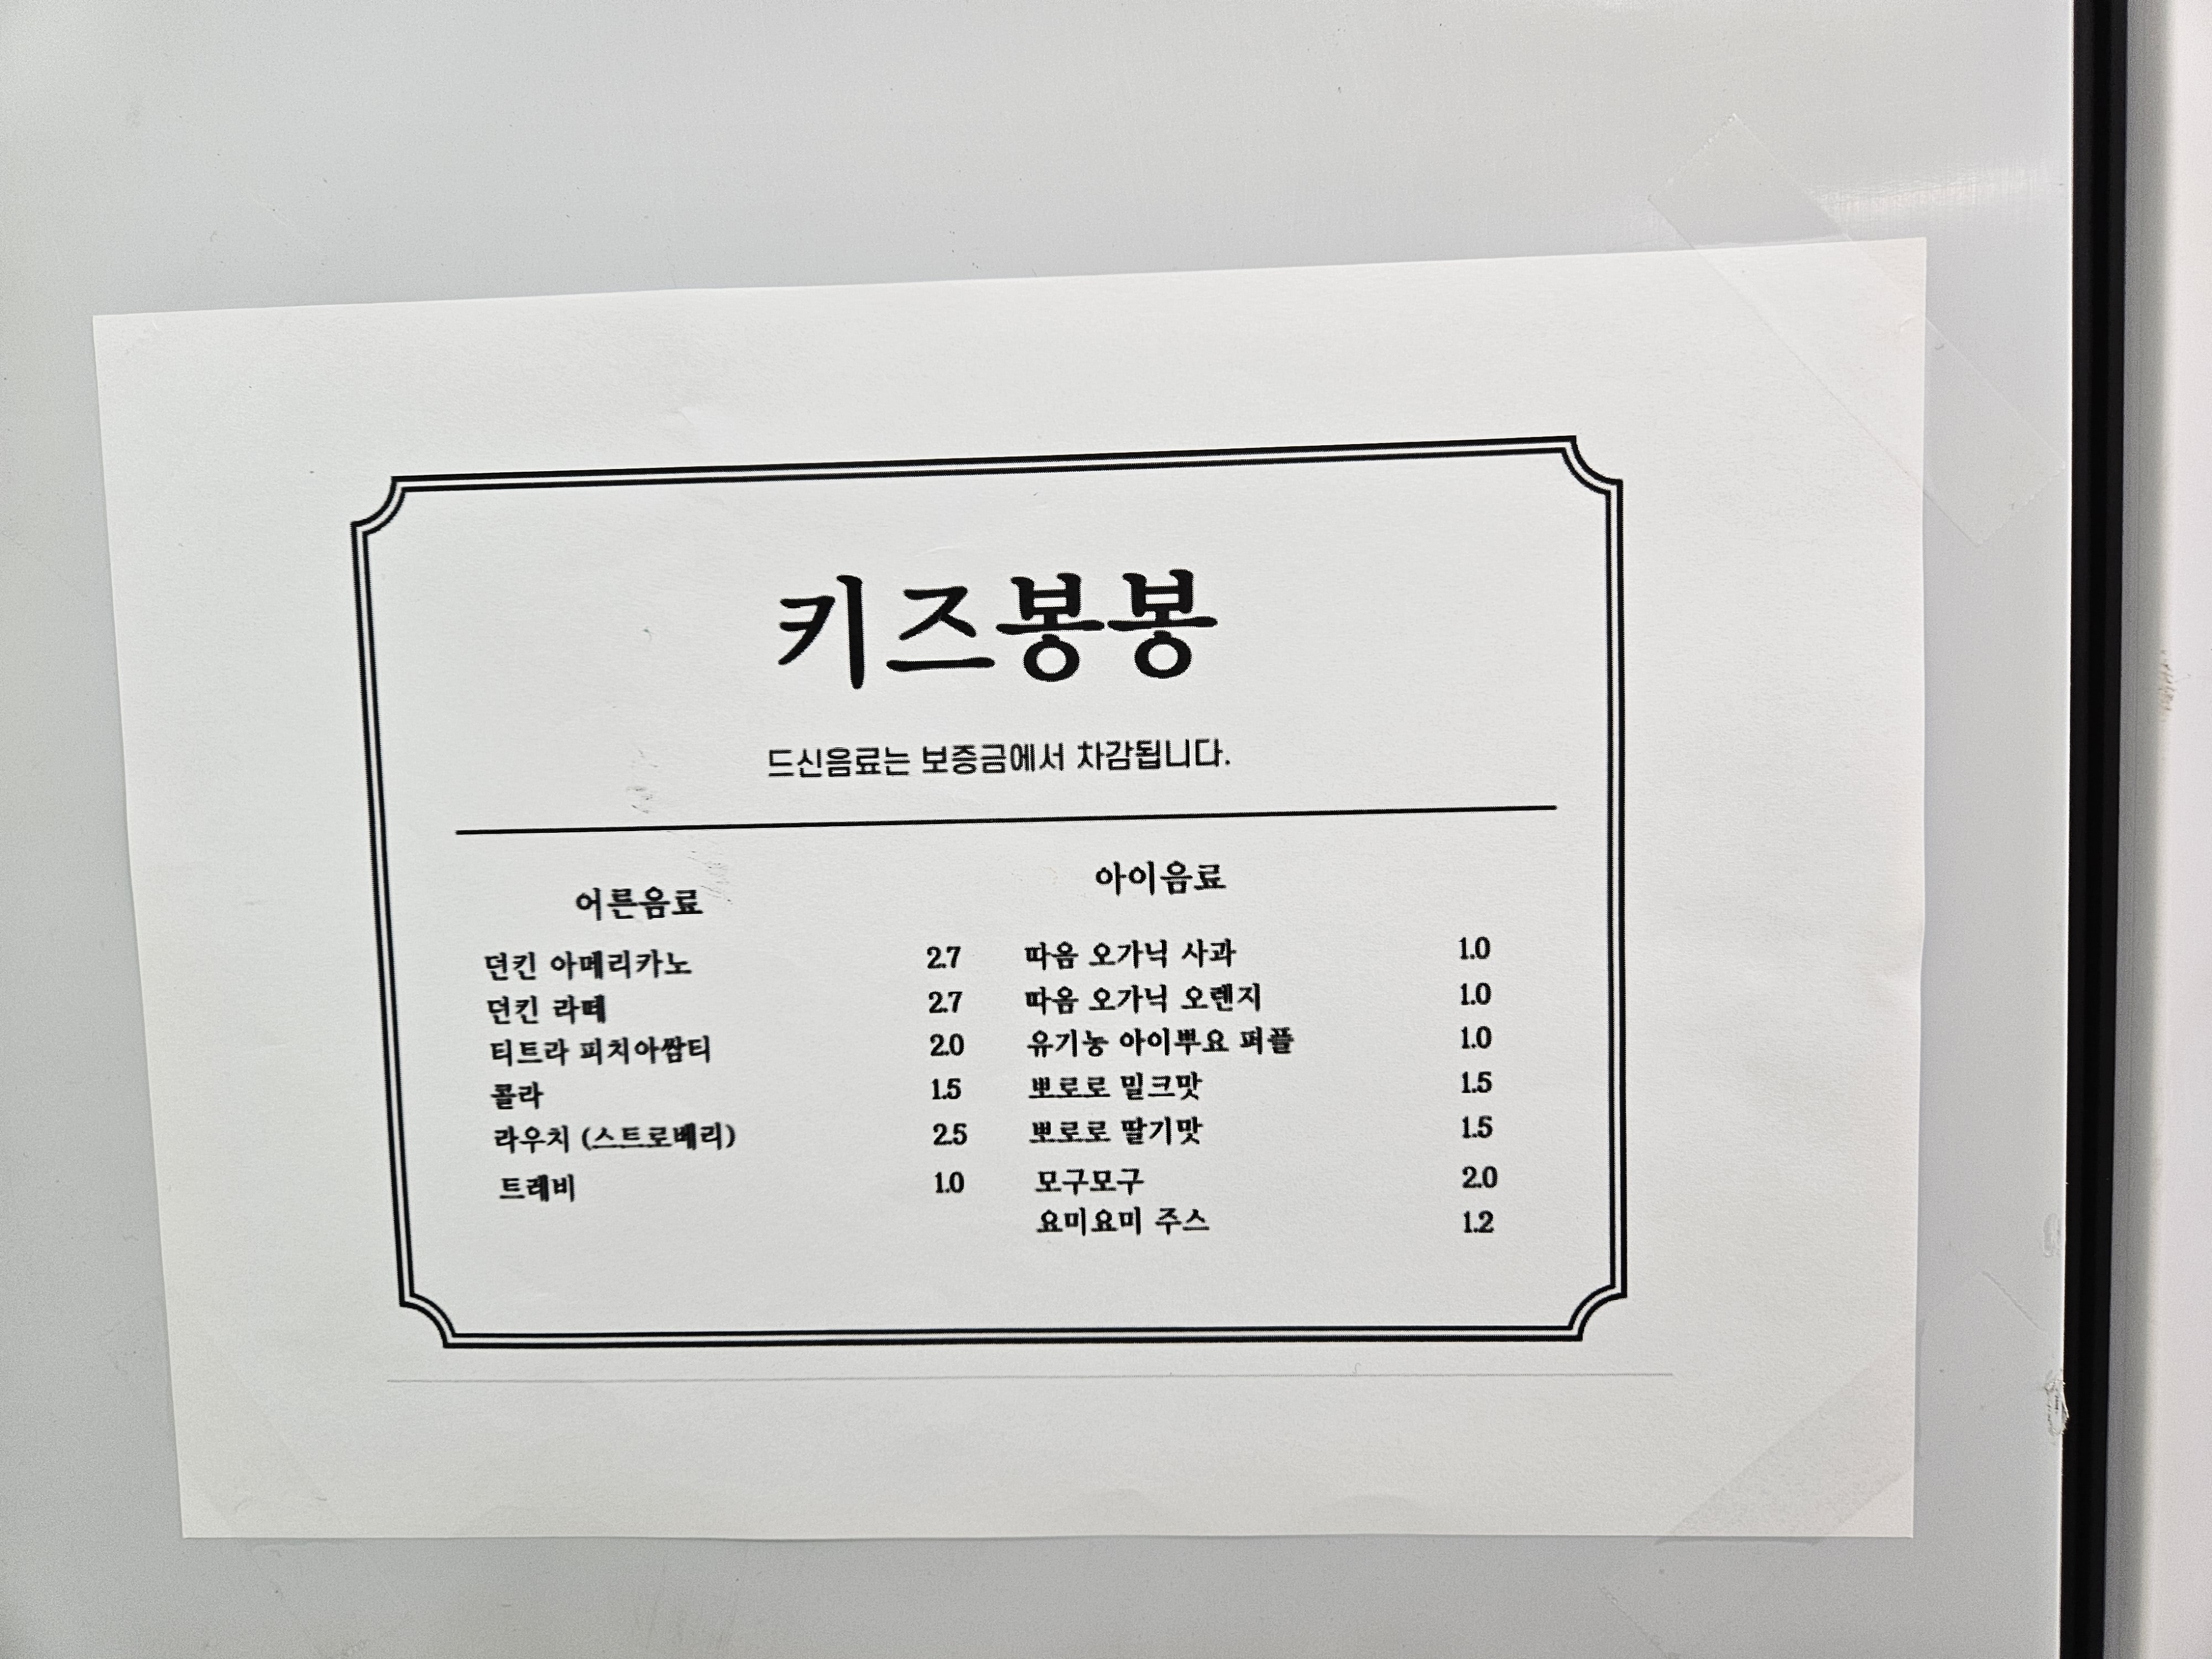 키즈봉봉
드신음료는 보증금에서 차감됩니다.
어른음료
던킨 아메리카노 2.7
던킨 라떼 2.7
티트라 피치아쌈티 2.0
콜라 1.5
라우치 (스트로베리) 2.5
트레비 1.0
아이음료
따옴 오가닉 사과 1.0
따옴 오가닉 오렌지 1.0
유기농 아이뿌요 퍼플 1.0
뽀로로 밀크맛 1.5
뽀로로 딸기맛 1.5
모구모구 2.0
요미요미 주스 1.2